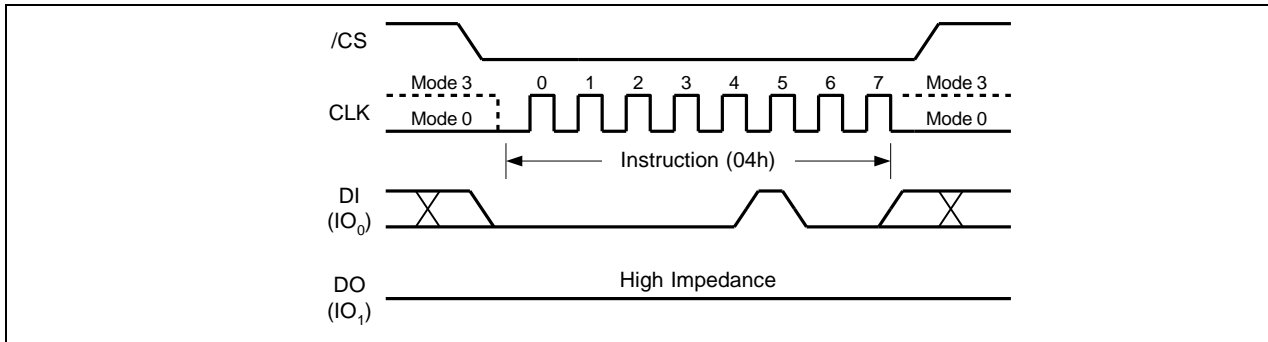 /CS
Mode 3 0 1 2 3 4 5 6 7 Mode 3
CLK
Mode 0 Mode 0
Instruction (04h)
DI
(IO₀)
High Impedance
DO
(IO₁)